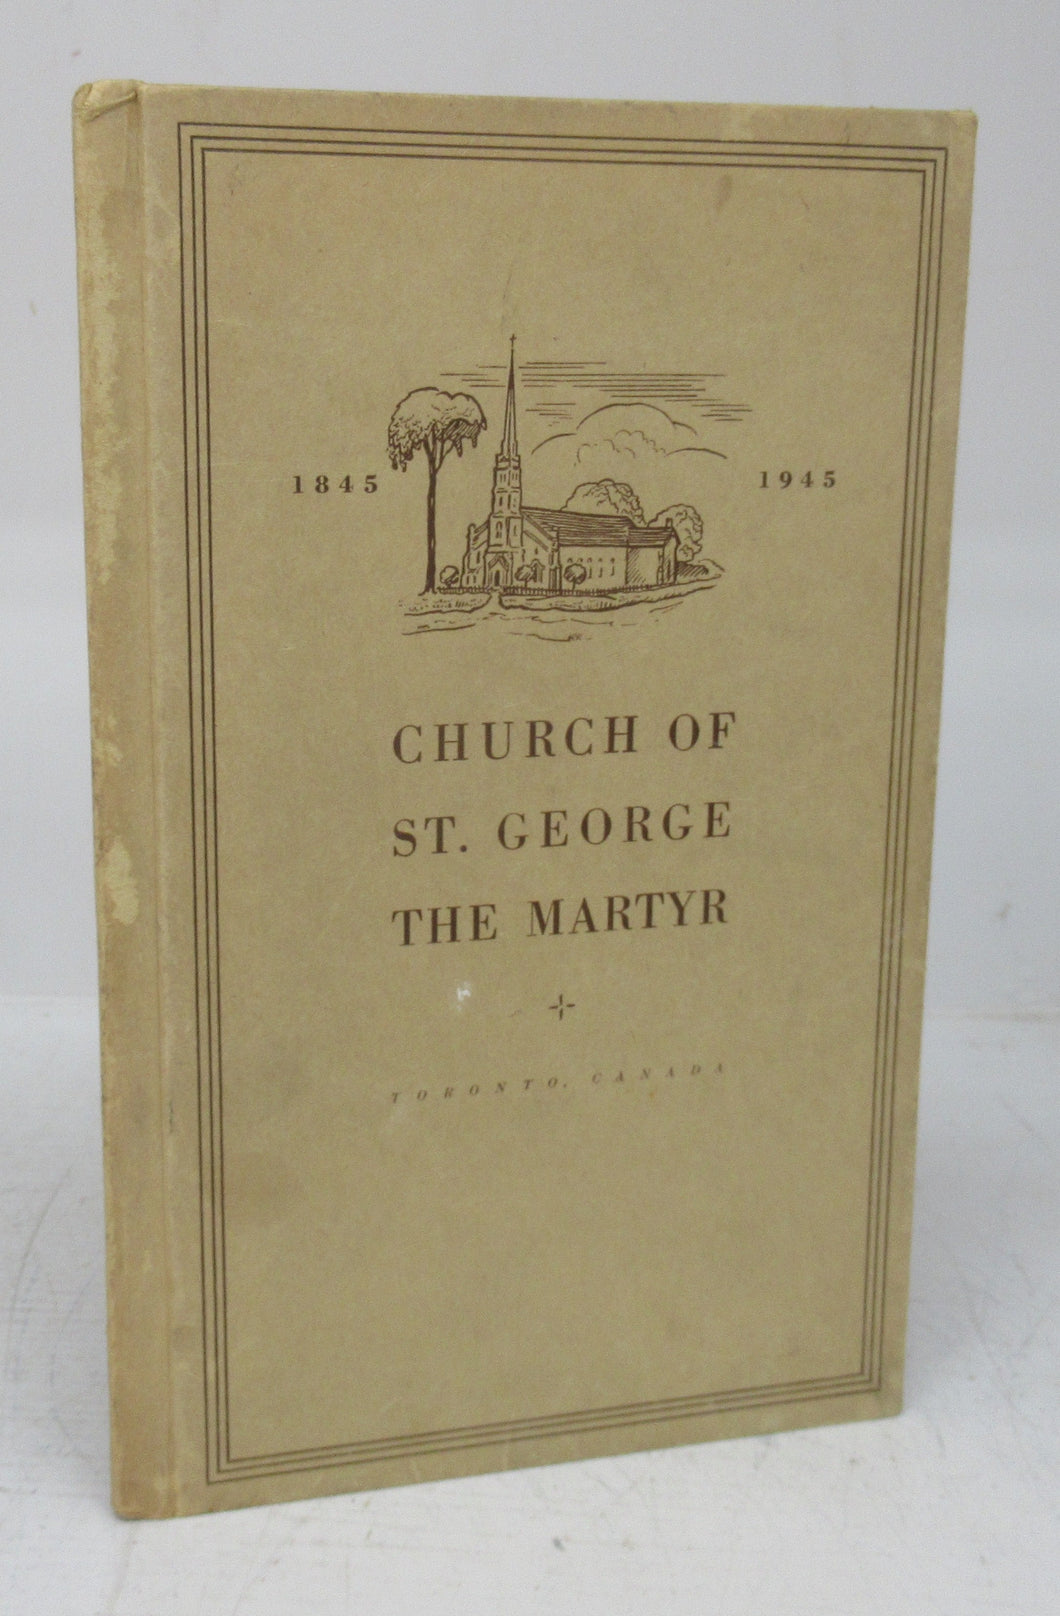 1845 1945
CHURCH OF
ST. GEORGE
THE MARTYR
TORONTO, CANADA